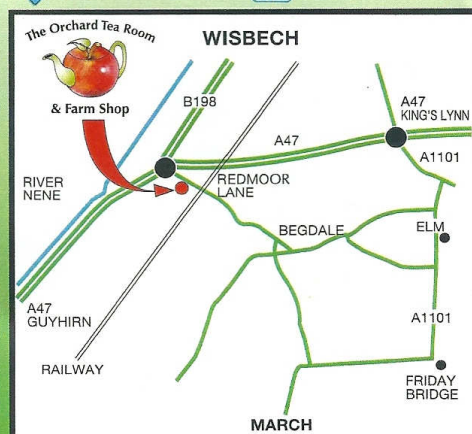 The Orchard Tea Room
& Farm Shop
WISBECH
B198
A47
KING'S LYNN
A47
A1101
RIVER
NENE
REDMOOR
LANE
BEGDALE
ELM
A47
GUYHIRN
A1101
RAILWAY
FRIDAY
BRIDGE
MARCH